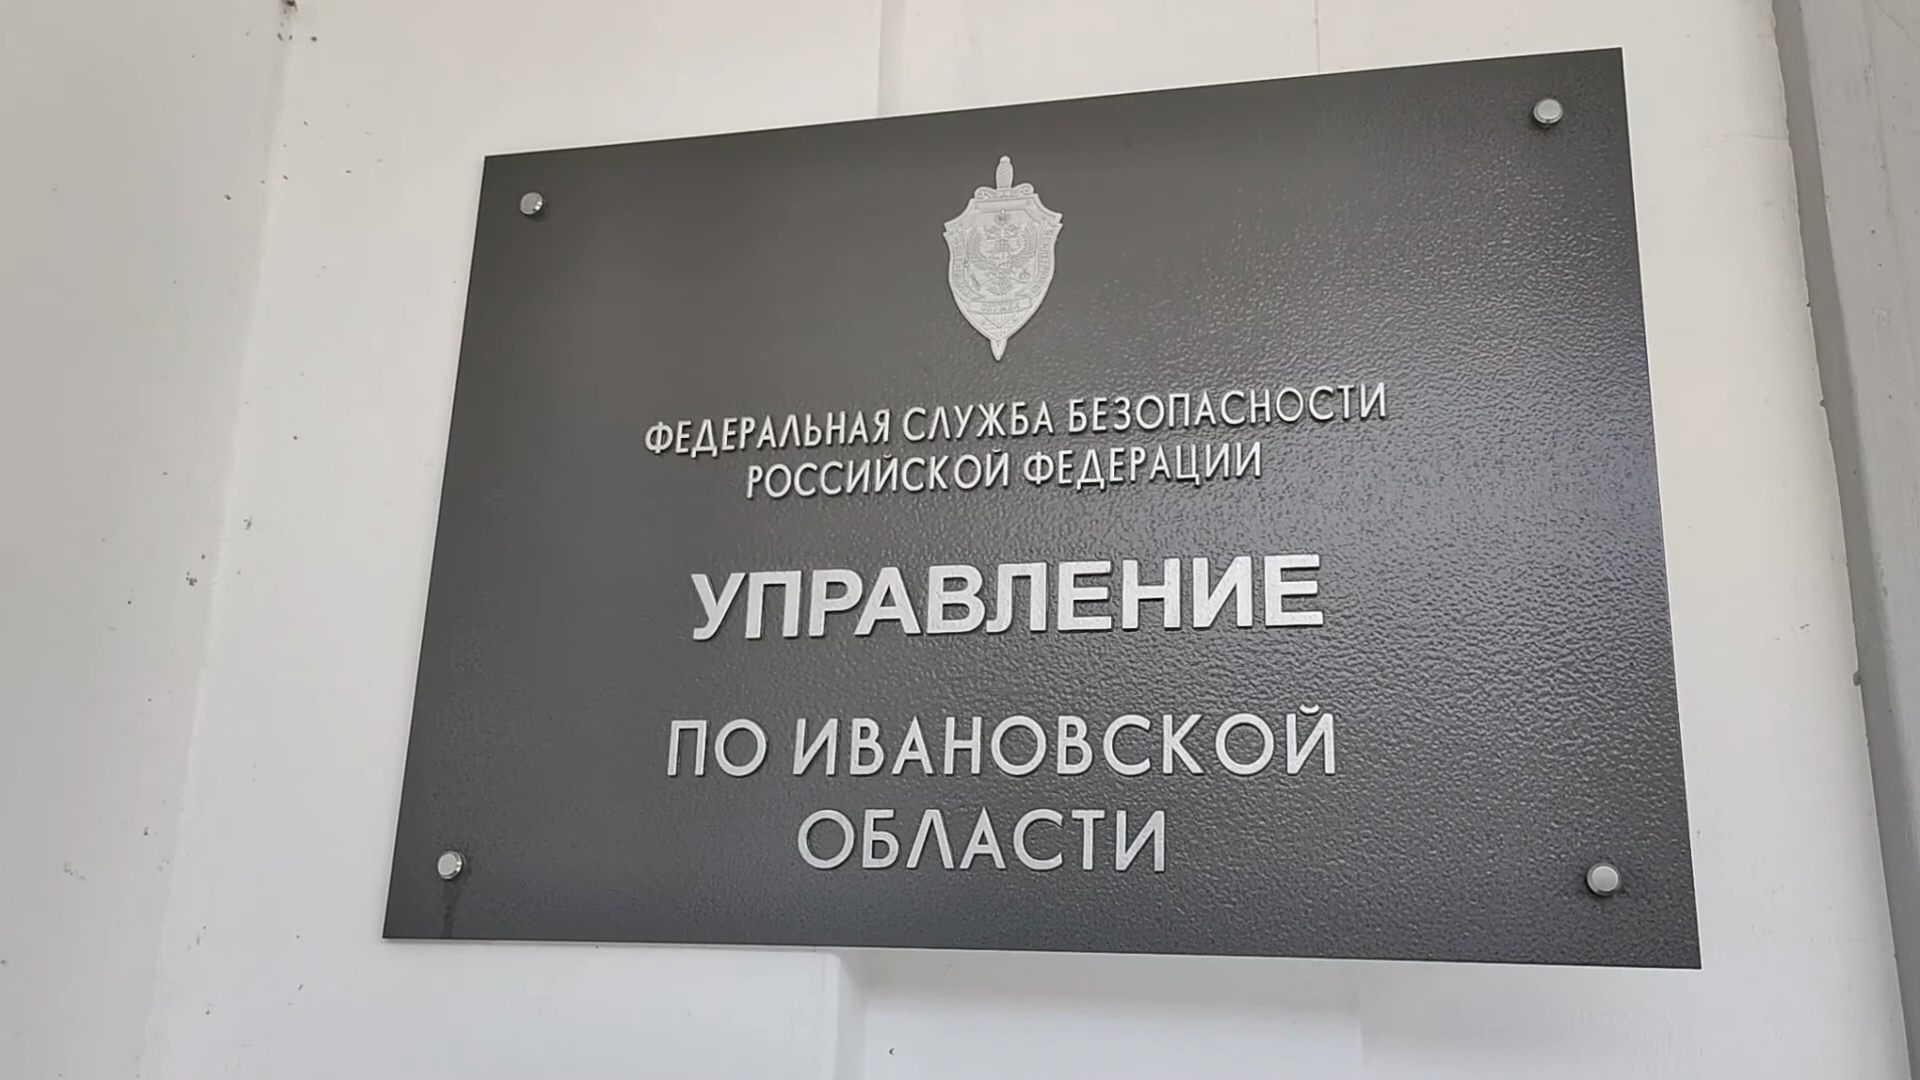 ФЕДЕРАЛЬНАЯ СЛУЖБА БЕЗОПАСНОСТИ
РОССИЙСКОЙ ФЕДЕРАЦИИ
УПРАВЛЕНИЕ
ПО ИВАНОВСКОЙ
ОБЛАСТИ